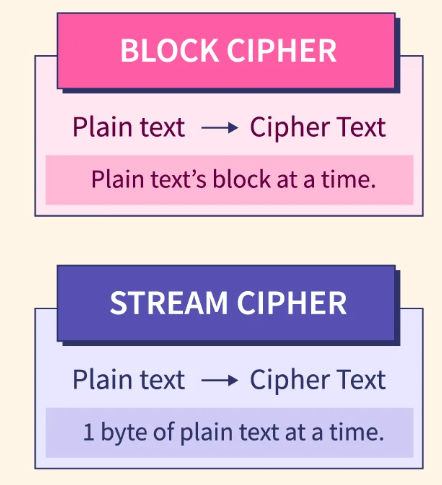 BLOCK CIPHER
Plain text → Cipher Text
Plain text’s block at a time.
STREAM CIPHER
Plain text → Cipher Text
1 byte of plain text at a time.